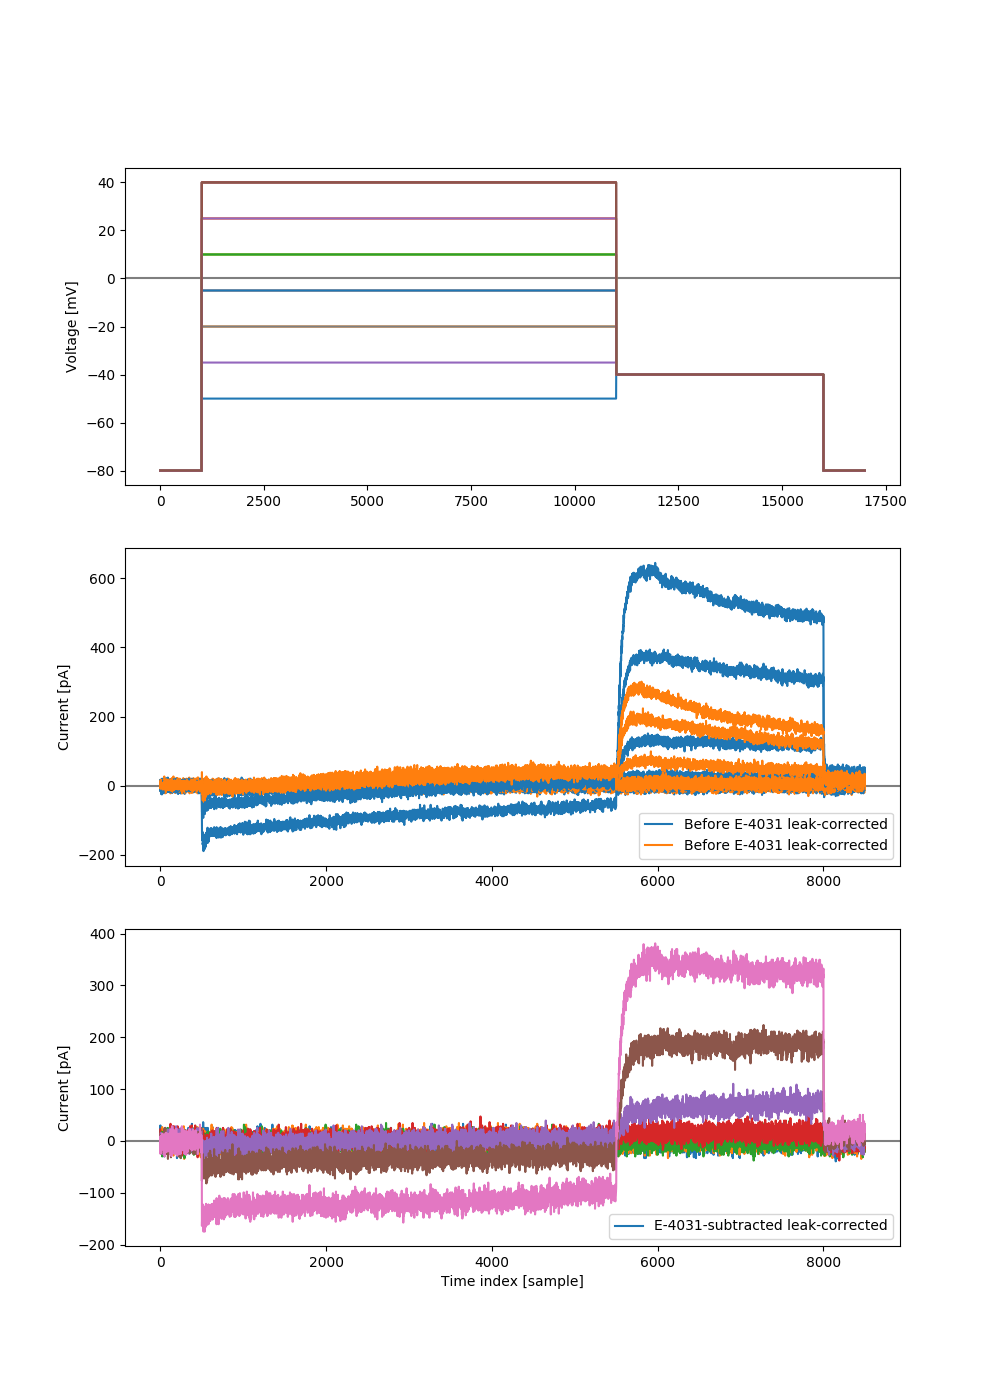 40
20
0
−20
−40
−60
−80
Voltage [mV]
0 2500 5000 7500 10000 12500 15000 17500
600
400
200
0
−200
Current [pA]
Before E-4031 leak-corrected
Before E-4031 leak-corrected
0 2000 4000 6000 8000
400
300
200
100
0
−100
−200
Current [pA]
E-4031-subtracted leak-corrected
0 2000 4000 6000 8000
Time index [sample]